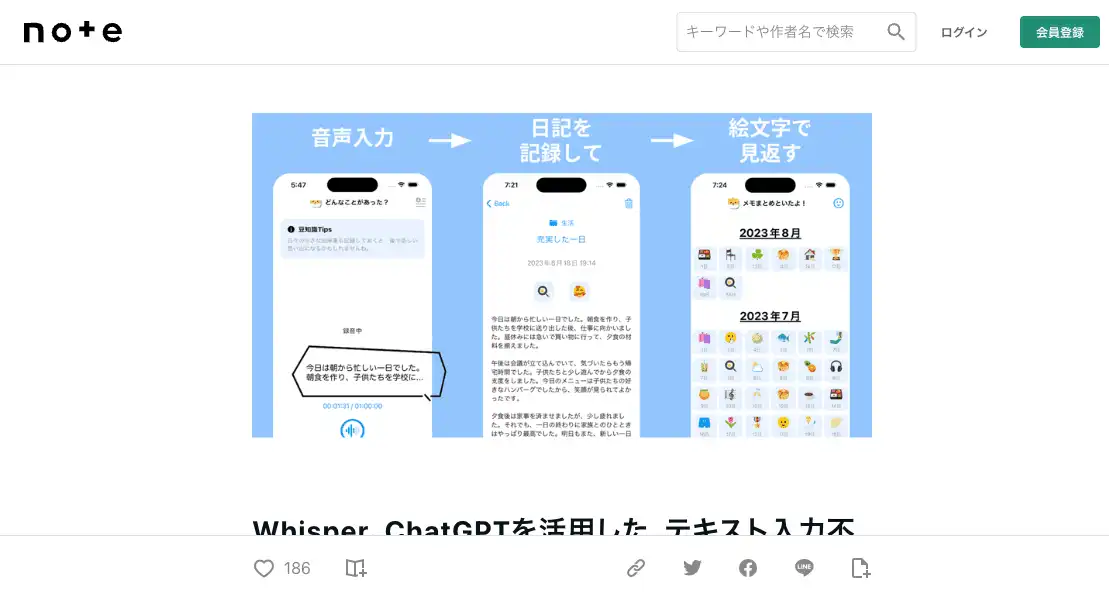 note
キーワードや作者名で検索
ログイン
会員登録
音声入力
日記を
記録して
絵文字で
見返す
5:47
どんなことがあった？
豆知識Tips
録音中
今日は朝から忙しい一日でした。
朝食を作り、子供たちを学校に...
00:01:31 / 01:00:00
7:21
Back
生活
充実した一日
2023年8月16日 19:14
今日は朝から忙しい一日でした。朝食を作り、子
供たちを学校に送り出した後、仕事に向かいまし
た。昼休みには急いで買い物に行って、夕食の材
料を揃えました。
午後は会議が立て込んでいて、気づいたらもう帰
宅時間でした。子供たちと少し遊んでから夕食の
支度をしました。今日のメニューは子供たちの好
きなハンバーグでしたから、笑顔が見られてよか
ったです。
夕食後は家事を済ませましたが、少し疲れまし
た。それでも、一日の終わりに家族とのひととき
はやっぱり最高でした。明日もまた、新しい一日
7:24
メモまとめといたよ！
2023年8月
2023年7月
Whisper, ChatGPTを活用した、テキスト入力不
186
LINE